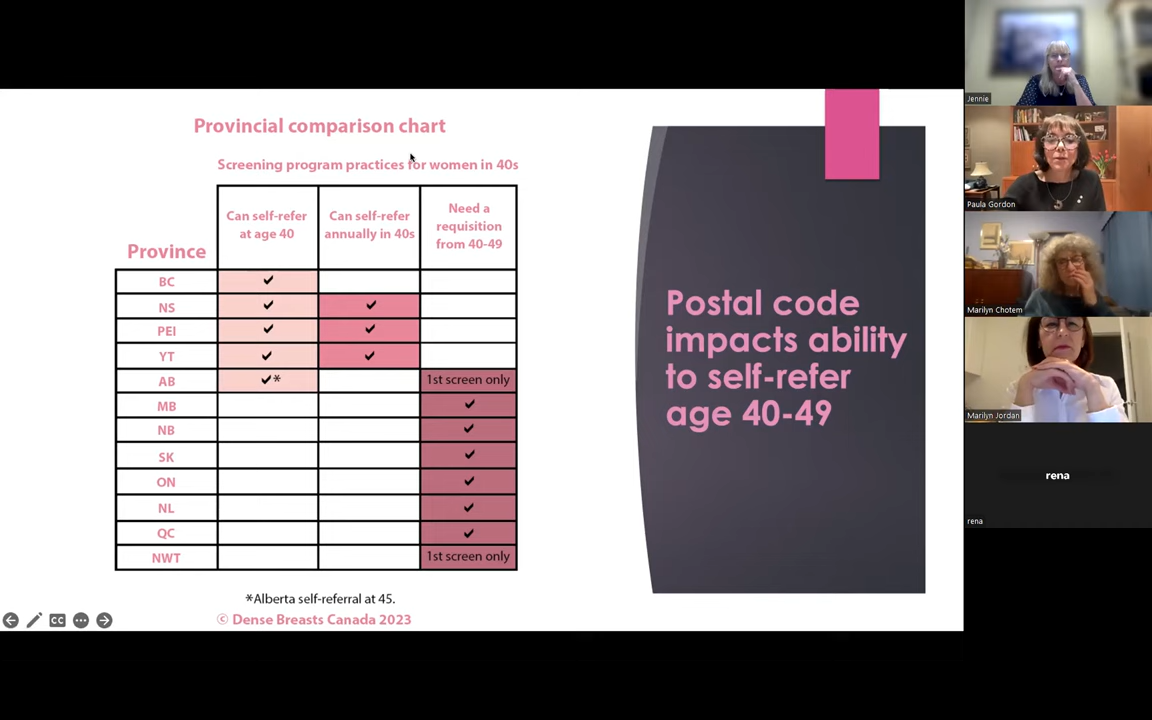 Provincial comparison chart
Screening program practices for women in 40s
Province
Can self-refer
at age 40
Can self-refer
annually in 40s
Need a
requisition
from 40-49
BC ✓
NS ✓ ✓
PEI ✓ ✓
YT ✓ ✓
AB ✓* 1st screen only
MB ✓
NB ✓
SK ✓
ON ✓
NL ✓
QC ✓
NWT 1st screen only
*Alberta self-referral at 45.
© Dense Breasts Canada 2023
CC
Postal code
impacts ability
to self-refer
age 40-49
Jennie
Paula Gordon
Marilyn Chotem
Marilyn Jordan
rena
rena